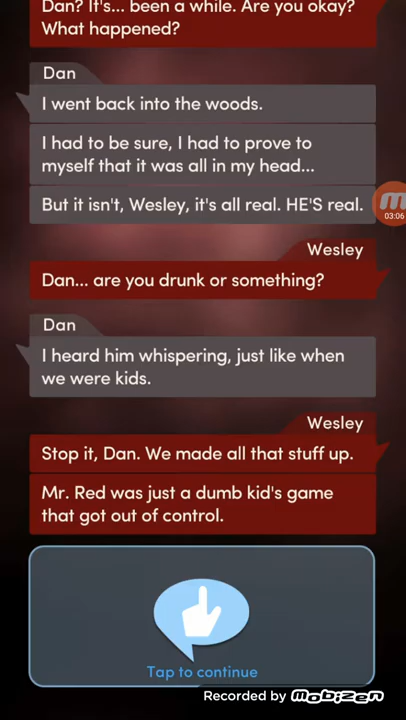 Dan? It's... been a while. Are you okay?
What happened?
Dan
I went back into the woods.
I had to be sure, I had to prove to
myself that it was all in my head...
But it isn't, Wesley, it's all real. HE'S real.
03:06
Wesley
Dan... are you drunk or something?
Dan
I heard him whispering, just like when
we were kids.
Wesley
Stop it, Dan. We made all that stuff up.
Mr. Red was just a dumb kid's game
that got out of control.
Tap to continue
Recorded by mobizen